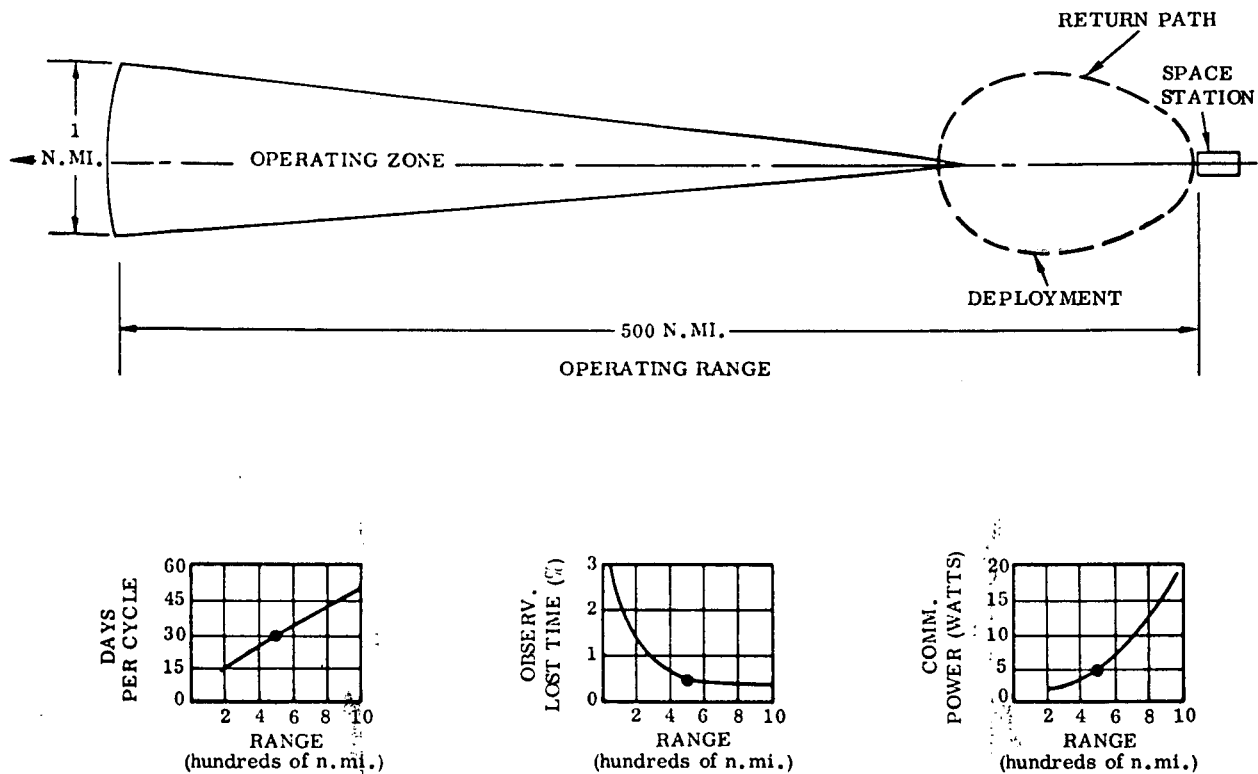 RETURN PATH
SPACE
STATION
1
N.MI.
OPERATING ZONE
DEPLOYMENT
500 N.MI.
OPERATING RANGE
DAYS
PER CYCLE
60
45
30
15
0
2 4 6 8 10
RANGE
(hundreds of n.mi.)
OBSERV.
LOST TIME (%)
3
2
1
0
2 4 6 8 10
RANGE
(hundreds of n.mi.)
COMM.
POWER (WATTS)
20
15
10
5
0
2 4 6 8 10
RANGE
(hundreds of n.mi.)